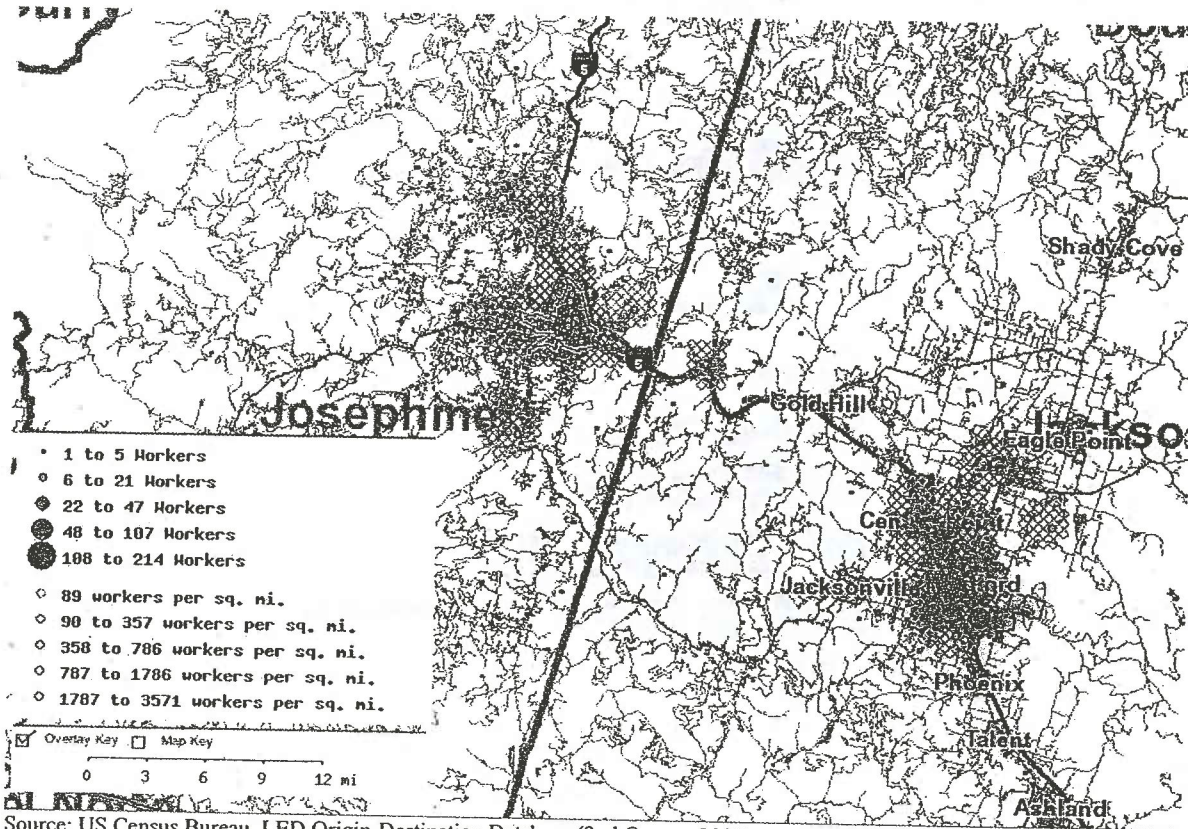 5
Shady Cove
5
Gold Hill
Josephine
Eagle Point
Jacksonville
Phoenix
Talent
Ashland
1 to 5 Workers
6 to 21 Workers
22 to 47 Workers
48 to 107 Workers
108 to 214 Workers
89 workers per sq. mi.
90 to 357 workers per sq. mi.
358 to 786 workers per sq. mi.
787 to 1786 workers per sq. mi.
1787 to 3571 workers per sq. mi.
Overlay Key Map Key
0 3 6 9 12 mi
Source: US Census Bureau, LED Origin-Destination Database (2nd Quarter